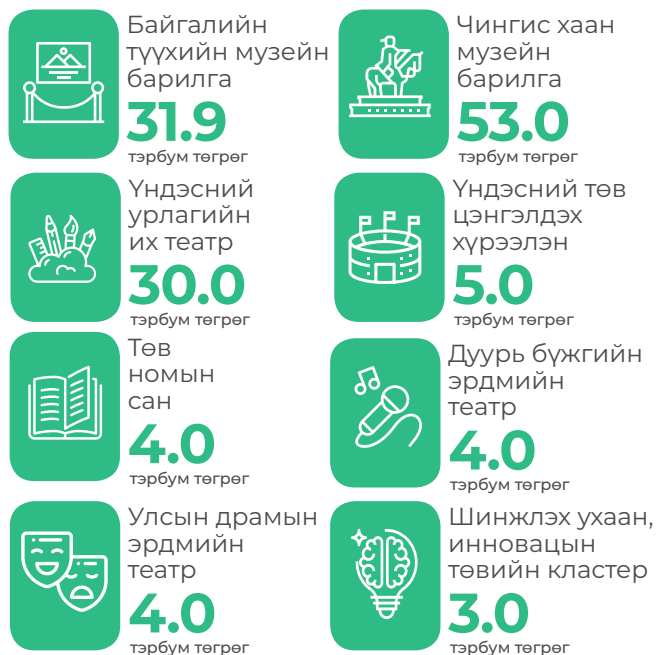 Байгалийн
түүхийн музейн
барилга
31.9
тэрбум төгрөг
Чингис хаан
музейн
барилга
53.0
тэрбум төгрөг
Үндэсний
урлагийн
их театр
30.0
тэрбум төгрөг
Үндэсний төв
цэнгэлдэх
хүрээлэн
5.0
тэрбум төгрөг
Төв
номын
сан
4.0
тэрбум төгрөг
Дуурь бүжгийн
эрдмийн
театр
4.0
тэрбум төгрөг
Улсын драмын
эрдмийн
театр
4.0
тэрбум төгрөг
Шинжлэх ухаан,
инновацын
төвийн кластер
3.0
тэрбум төгрөг